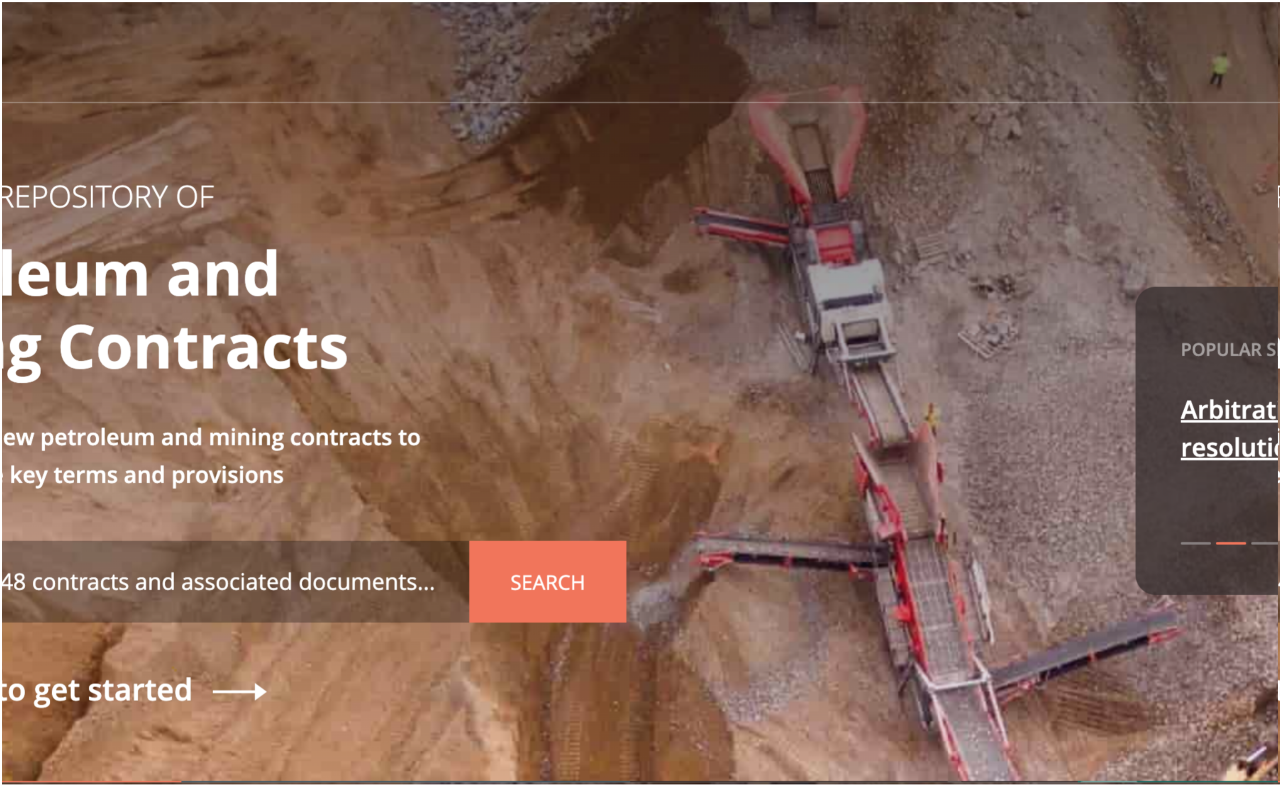 REPOSITORY OF
leum and
g Contracts
ew petroleum and mining contracts to
key terms and provisions
48 contracts and associated documents...
SEARCH
to get started
POPULAR S
Arbitrat
resoluti